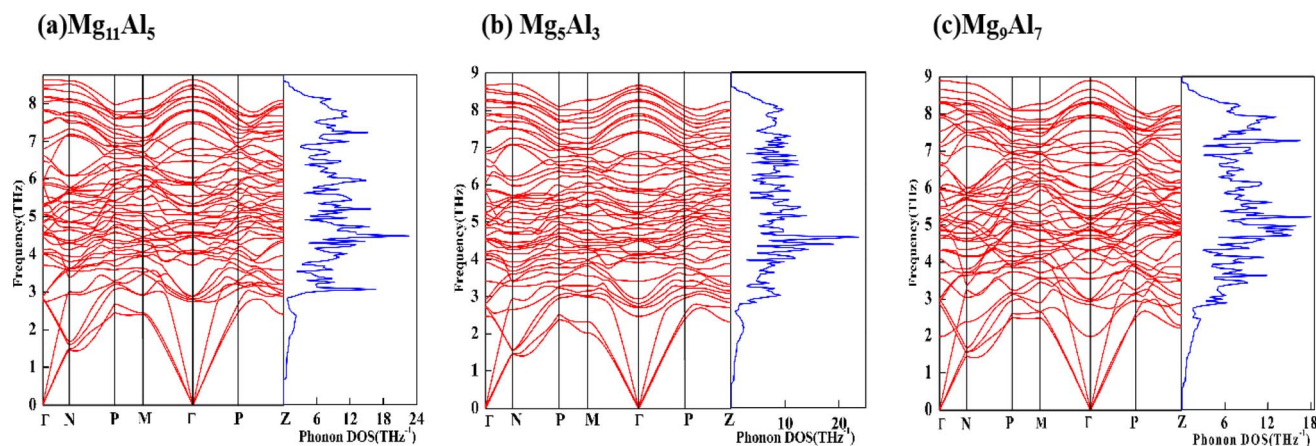 (a)Mg₁₁Al₅
8
7
6
5
4
3
2
1
0
Frequency(THz)
Γ N P M Γ P Z
6 12 18 24
Phonon DOS(THz⁻¹)
(b) Mg₅Al₃
9
8
7
6
5
4
3
2
1
0
Frequency(THz)
Γ N P M Γ P Z
10 20
Phonon DOS(THz⁻¹)
(c)Mg₉Al₇
9
8
7
6
5
4
3
2
1
0
Frequency(THz)
Γ N P M Γ P Z
6 12 18
Phonon DOS(THz⁻¹)